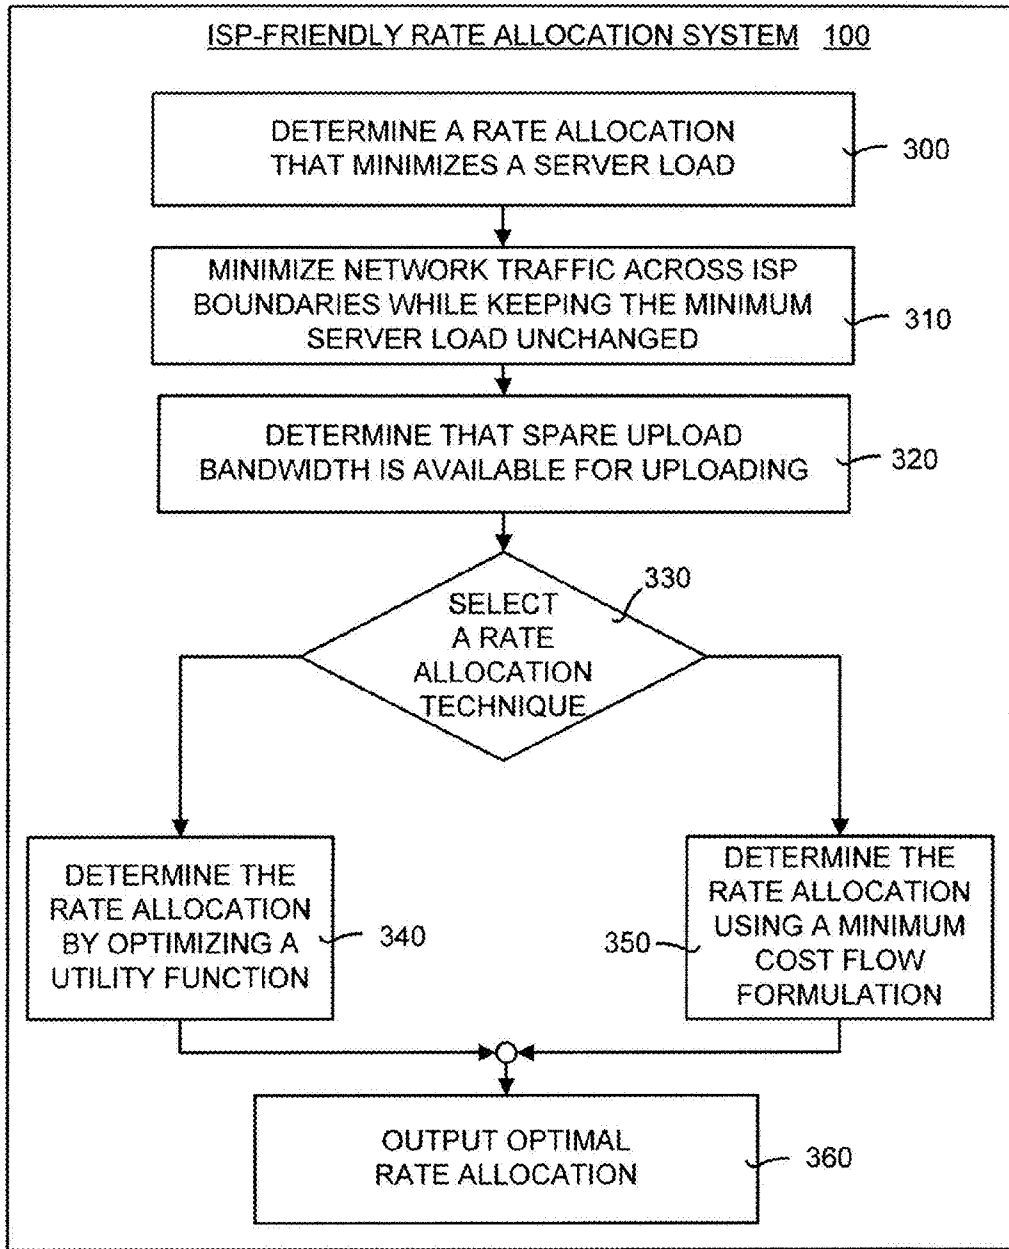 ISP-FRIENDLY RATE ALLOCATION SYSTEM 100
DETERMINE A RATE ALLOCATION
THAT MINIMIZES A SERVER LOAD
300
MINIMIZE NETWORK TRAFFIC ACROSS ISP
BOUNDARIES WHILE KEEPING THE MINIMUM
SERVER LOAD UNCHANGED
310
DETERMINE THAT SPARE UPLOAD
BANDWIDTH IS AVAILABLE FOR UPLOADING
320
SELECT
A RATE
ALLOCATION
TECHNIQUE
330
DETERMINE THE
RATE ALLOCATION
BY OPTIMIZING A
UTILITY FUNCTION
340
DETERMINE THE
RATE ALLOCATION
USING A MINIMUM
COST FLOW
FORMULATION
350
OUTPUT OPTIMAL
RATE ALLOCATION
360